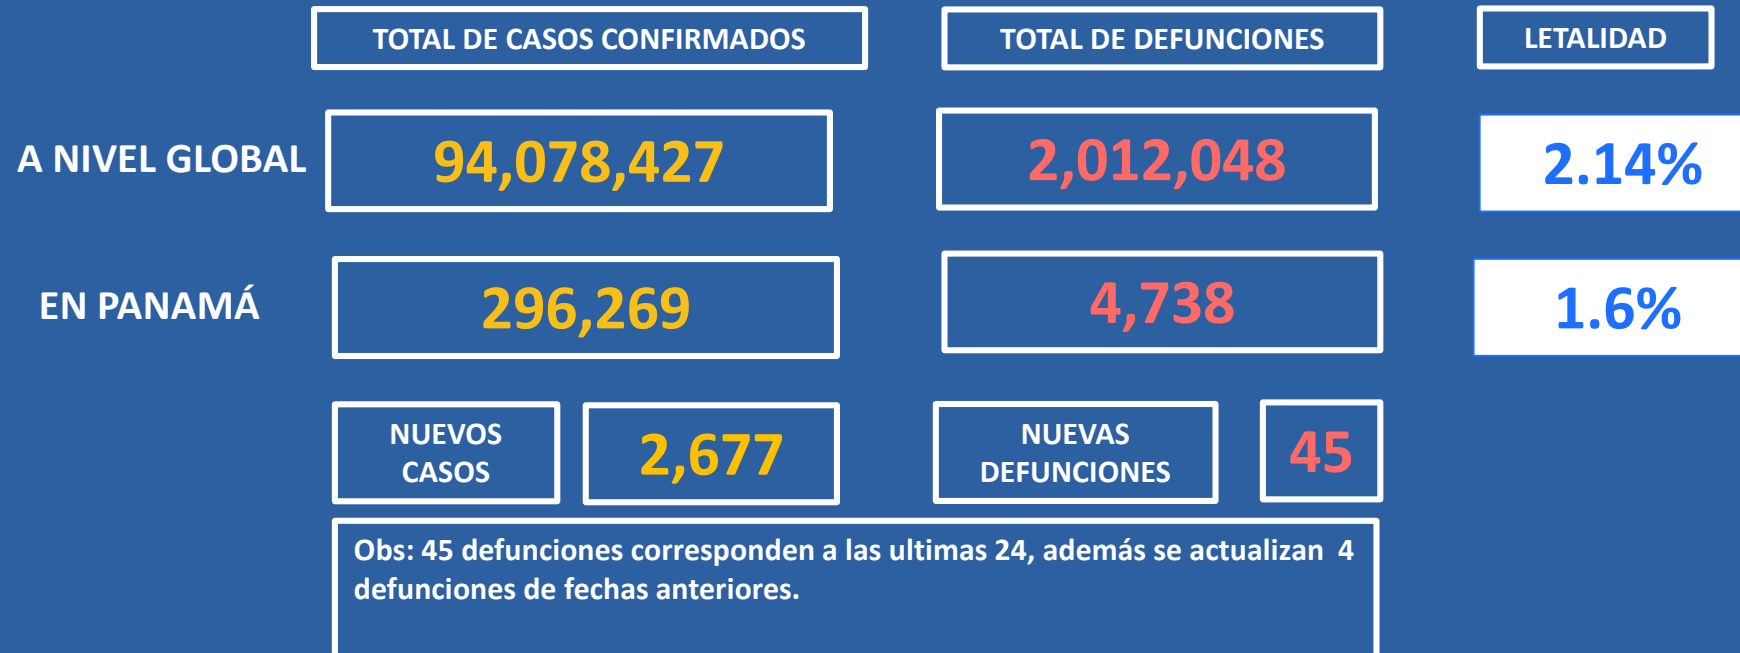 TOTAL DE CASOS CONFIRMADOS
TOTAL DE DEFUNCIONES
LETALIDAD
A NIVEL GLOBAL
94,078,427
2,012,048
2.14%
EN PANAMÁ
296,269
4,738
1.6%
NUEVOS
CASOS
2,677
NUEVAS
DEFUNCIONES
45
Obs: 45 defunciones corresponden a las ultimas 24, además se actualizan 4
defunciones de fechas anteriores.